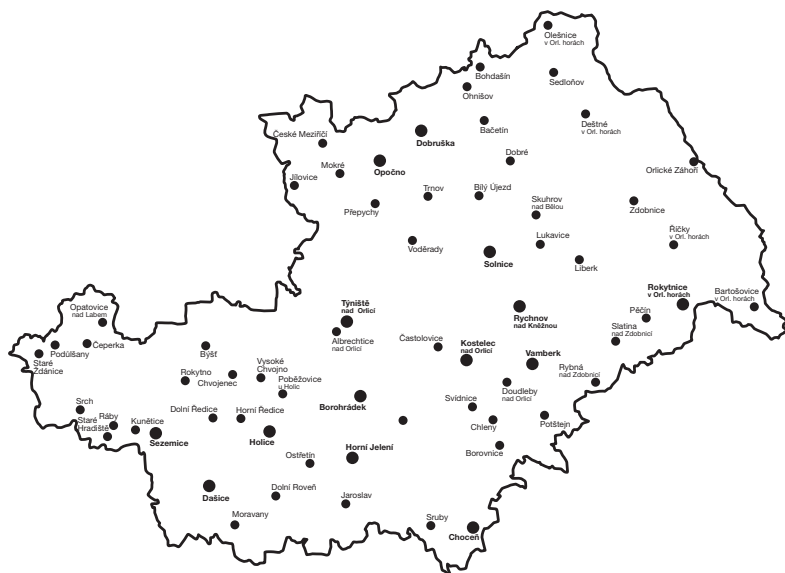 Olešnice
v Orl. horách
Bohdašín
Sedloňov
Ohnišov
Deštné
v Orl. horách
Bačetín
České Meziříčí
Dobruška
Dobré
Orlické Záhoří
Mokré
Opočno
Jílovice
Trnov
Bílý Újezd
Skuhrov
nad Bělou
Zdobnice
Přepychy
Říčky
v Orl. horách
Lukavice
Voděrady
Solnice
Liberk
Rokytnice
v Orl. horách
Bartošovice
v Orl. horách
Opatovice
nad Labem
Týniště
nad Orlicí
Rychnov
nad Kněžnou
Pěčín
Slatina
nad Zdobnicí
Albrechtice
nad Orlicí
Častolovice
Kostelec
nad Orlicí
Vamberk
Čeperka
Podůlšany
Staré
Ždánice
Býšť
Vysoké
Chvojno
Rokytno
Chvojenec
Poběžovice
u Holic
Rybná
nad Zdobnicí
Doudleby
nad Orlicí
Srch
Ráby
Staré
Hradiště
Kunětice
Dolní Ředice
Horní Ředice
Borohrádek
Svídnice
Chleny
Potštejn
Sezemice
Holice
Horní Jelení
Borovnice
Ostřetín
Dašice
Dolní Roveň
Jaroslav
Moravany
Sruby
Choceň